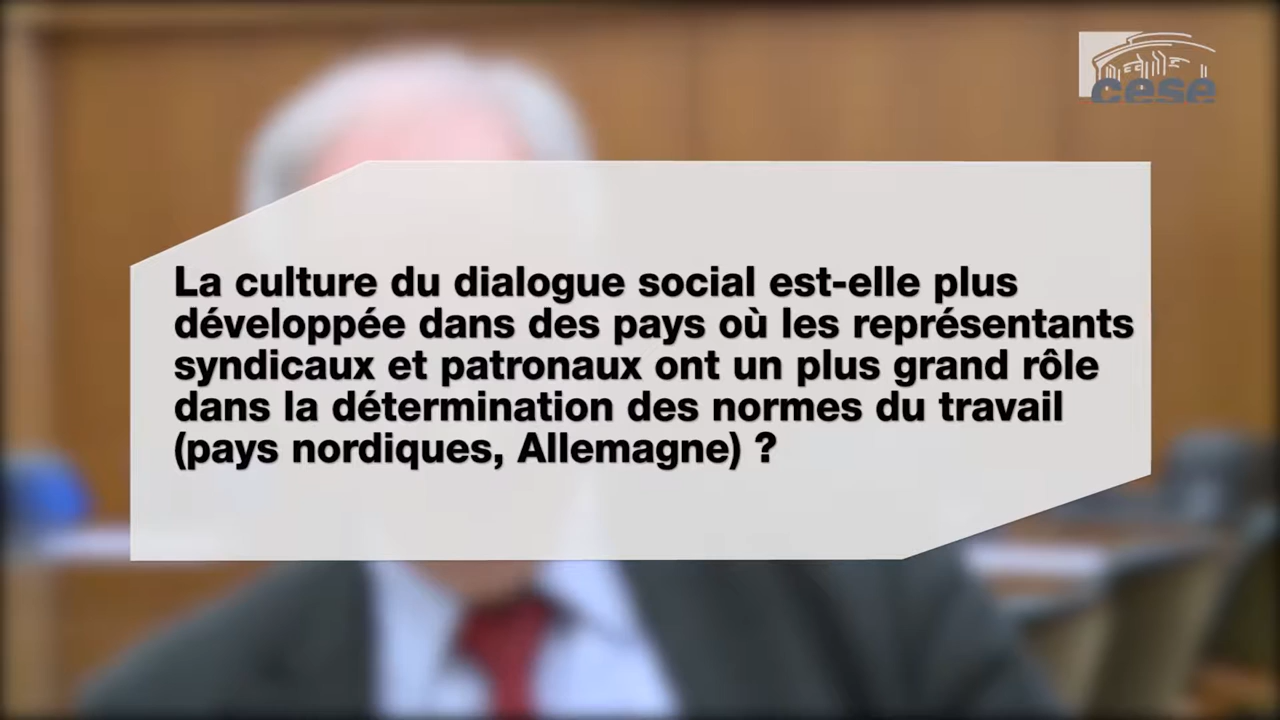 cese
La culture du dialogue social est-elle plus
développée dans des pays où les représentants
syndicaux et patronaux ont un plus grand rôle
dans la détermination des normes du travail
(pays nordiques, Allemagne) ?